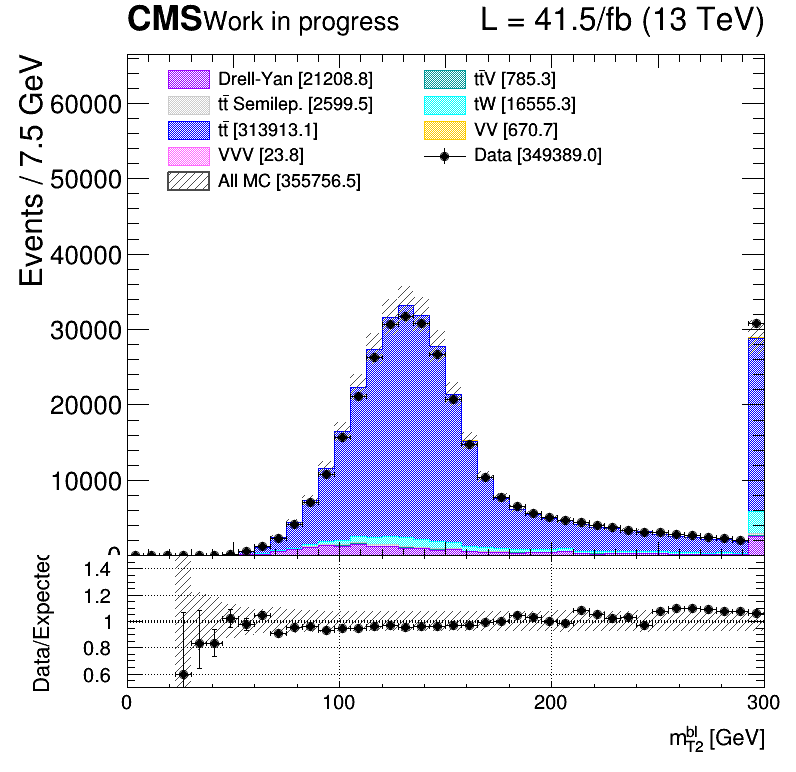 CMS Work in progress L = 41.5/fb (13 TeV)
Events / 7.5 GeV
Drell-Yan [21208.8]
tt̄ Semilep. [2599.5]
tt̄ [313913.1]
VVV [23.8]
All MC [355756.5]
tt̄V [785.3]
tW [16555.3]
VV [670.7]
Data [349389.0]
60000
50000
40000
30000
20000
10000
0
Data/Expected
1.4
1.2
1
0.8
0.6
0 100 200 300
m_{T2}^{bl} [GeV]